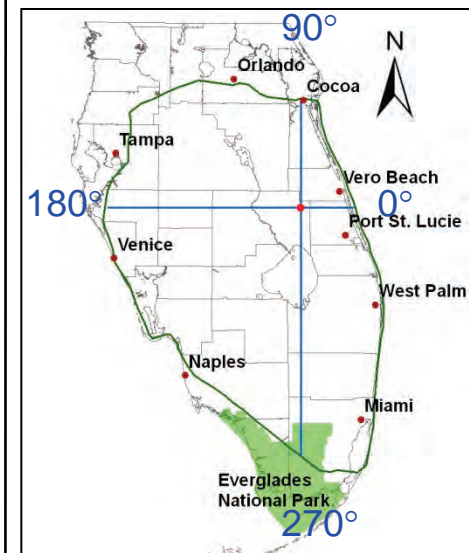 90°
N
Orlando
Cocoa
Tampa
Vero Beach
180°
0°
Port St. Lucie
Venice
West Palm
Naples
Miami
Everglades
National Park
270°